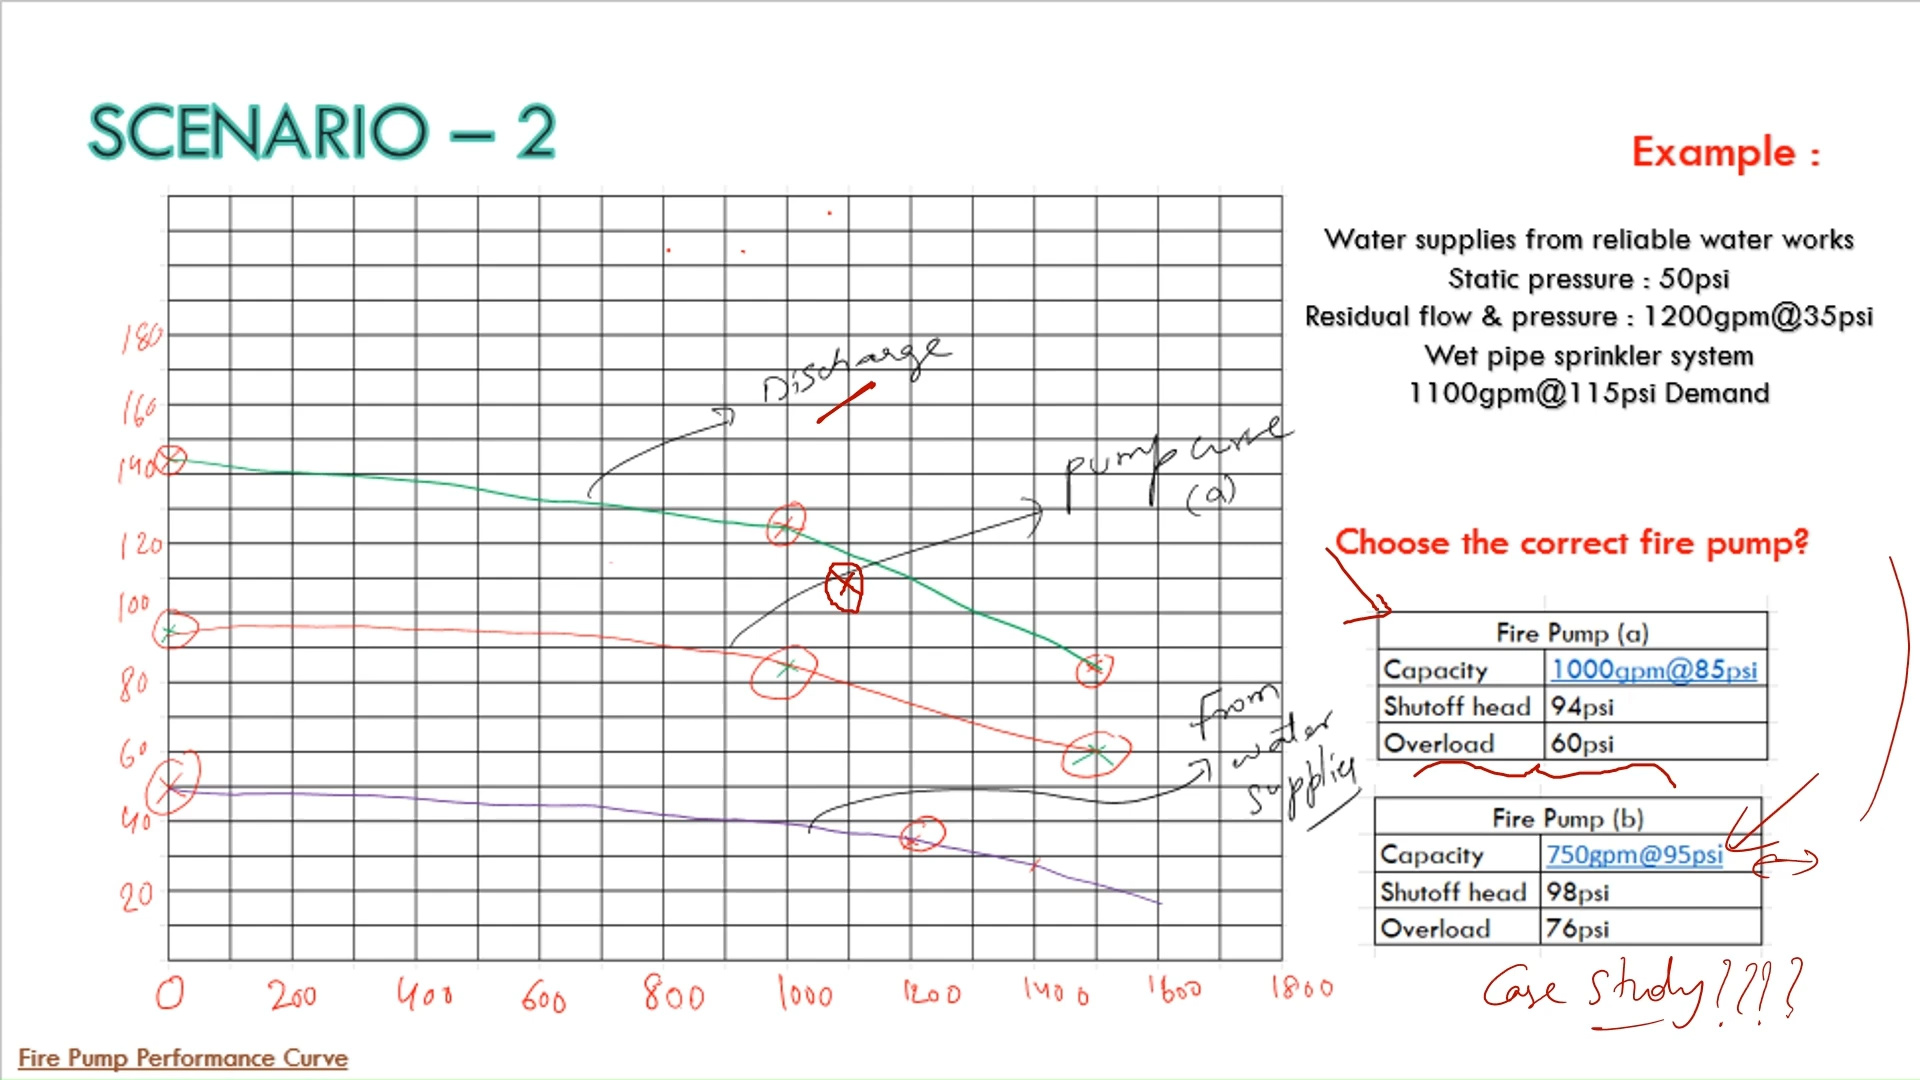 SCENARIO – 2
Example :
Water supplies from reliable water works
Static pressure : 50psi
Residual flow & pressure : 1200gpm@35psi
Wet pipe sprinkler system
1100gpm@115psi Demand
180
160
140
120
100
80
60
40
20
0 200 400 600 800 1000 1200 1400 1600 1800
Discharge
pump curve
(a)
From
water
supplies
Choose the correct fire pump?
Fire Pump (a)
Capacity 1000gpm@85psi
Shutoff head 94psi
Overload 60psi
Fire Pump (b)
Capacity 750gpm@95psi
Shutoff head 98psi
Overload 76psi
Case Study????
Fire Pump Performance Curve